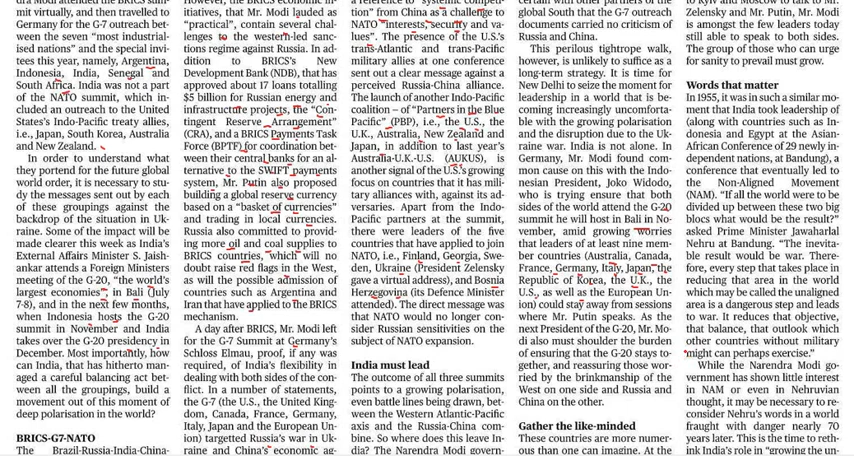 dra Modi attended the BRICS sum-
mit virtually, and then travelled to
Germany for the G7 outreach bet-
ween the seven "most industrial-
ised nations" and the special invi-
tees this year, namely, Argentina,
Indonesia, India, Senegal and
South Africa. India was not a part
of the NATO summit, which in-
cluded an outreach to the United
States's Indo-Pacific treaty allies,
i.e., Japan, South Korea, Australia
and New Zealand.
In order to understand what
they portend for the future global
world order, it is necessary to stu-
dy the messages sent out by each
of these groupings against the
backdrop of the situation in Uk-
raine. Some of the impact will be
made clearer this week as India's
External Affairs Minister S. Jaish-
ankar attends a Foreign Ministers
meeting of the G-20, "the world's
largest economies", in Bali (July
7-8), and in the next few months,
when Indonesia hosts the G-20
summit in November and India
takes over the G-20 presidency in
December. Most importantly, how
can India, that has hitherto man-
aged a careful balancing act bet-
ween all the groupings, build a
movement out of this moment of
deep polarisation in the world?
BRICS-G7-NATO
The Brazil-Russia-India-China-
However, the BRICS economic in-
itiatives, that Mr. Modi lauded as
"practical", contain several chal-
lenges to the western-led sanc-
tions regime against Russia. In ad-
dition to BRICS's New
Development Bank (NDB), that has
approved about 17 loans totalling
$5 billion for Russian energy and
infrastructure projects, the "Con-
tingent Reserve Arrangement"
(CRA), and a BRICS Payments Task
Force (BPTF) for coordination bet-
ween their central banks for an al-
ternative to the SWIFT payments
system, Mr. Putin also proposed
building a global reserve currency
based on a "basket of currencies"
and trading in local currencies.
Russia also committed to provid-
ing more oil and coal supplies to
BRICS countries, which will no
doubt raise red flags in the West,
as will the possible admission of
countries such as Argentina and
Iran that have applied to the BRICS
mechanism.
A day after BRICS, Mr. Modi left
for the G-7 Summit at Germany's
Schloss Elmau, proof, if any was
required, of India's flexibility in
dealing with both sides of the con-
flict. In a number of statements,
the G-7 (the U.S., the United King-
dom, Canada, France, Germany,
Italy, Japan and the European Un-
ion) targetted Russia's war in Uk-
raine and China's economic ag-
a reference to "systemic competi-
tion" from China as a challenge to
NATO "interests, security and va-
lues". The presence of the U.S.'s
trans-Atlantic and trans-Pacific
military allies at one conference
sent out a clear message against a
perceived Russia-China alliance.
The launch of another Indo-Pacific
coalition – of "Partners in the Blue
Pacific" (PBP), i.e., the U.S., the
U.K., Australia, New Zealand and
Japan, in addition to last year's
Australia-U.K.-U.S. (AUKUS), is
another signal of the U.S.'s growing
focus on countries that it has mili-
tary alliances with, against its ad-
versaries. Apart from the Indo-
Pacific partners at the summit,
there were leaders of the five
countries that have applied to join
NATO, i.e., Finland, Georgia, Swe-
den, Ukraine (President Zelensky
gave a virtual address), and Bosnia
Herzegovina (its Defence Minister
attended). The direct message was
that NATO would no longer con-
sider Russian sensitivities on the
subject of NATO expansion.
India must lead
The outcome of all three summits
points to a growing polarisation,
even battle lines being drawn, bet-
ween the Western Atlantic-Pacific
axis and the Russia-China com-
bine. So where does this leave In-
dia? The Narendra Modi govern-
certain with other partners of the
global South that the G-7 outreach
documents carried no criticism of
Russia and China.
This perilous tightrope walk,
however, is unlikely to suffice as a
long-term strategy. It is time for
New Delhi to seize the moment for
leadership in a world that is be-
coming increasingly uncomforta-
ble with the growing polarisation
and the disruption due to the Uk-
raine war. India is not alone. In
Germany, Mr. Modi found com-
mon cause on this with the Indo-
nesian President, Joko Widodo,
who is trying ensure that both
sides of the world attend the G-20
summit he will host in Bali in No-
vember, amid growing worries
that leaders of at least nine mem-
ber countries (Australia, Canada,
France, Germany, Italy, Japan, the
Republic of Korea, the U.K., the
U.S., as well as the European Un-
ion) could stay away from sessions
where Mr. Putin speaks. As the
next President of the G-20, Mr. Mo-
di also must shoulder the burden
of ensuring that the G-20 stays to-
gether, and reassuring those wor-
ried by the brinkmanship of the
West on one side and Russia and
China on the other.
Gather the like-minded
These countries are more numer-
ous than one can imagine. At the
to Kyiv and Moscow to talk to Mr.
Zelensky and Mr. Putin, Mr. Modi
is amongst the few leaders today
still able to speak to both sides.
The group of those who can urge
for sanity to prevail must grow.
Words that matter
In 1955, it was in such a similar mo-
ment that India took leadership of
(along with countries such as In-
donesia and Egypt at the Asian-
African Conference of 29 newly in-
dependent nations, at Bandung), a
conference that eventually led to
the Non-Aligned Movement
(NAM). "If all the world were to be
divided up between these two big
blocs what would be the result?"
asked Prime Minister Jawaharlal
Nehru at Bandung. "The inevita-
ble result would be war. There-
fore, every step that takes place in
reducing that area in the world
which may be called the unaligned
area is a dangerous step and leads
to war. It reduces that objective,
that balance, that outlook which
other countries without military
might can perhaps exercise."
While the Narendra Modi go-
vernment has shown little interest
in NAM or even in Nehruvian
thought, it may be necessary to re-
consider Nehru's words in a world
fraught with danger nearly 70
years later. This is the time to reth-
ink India's role in "growing the un-